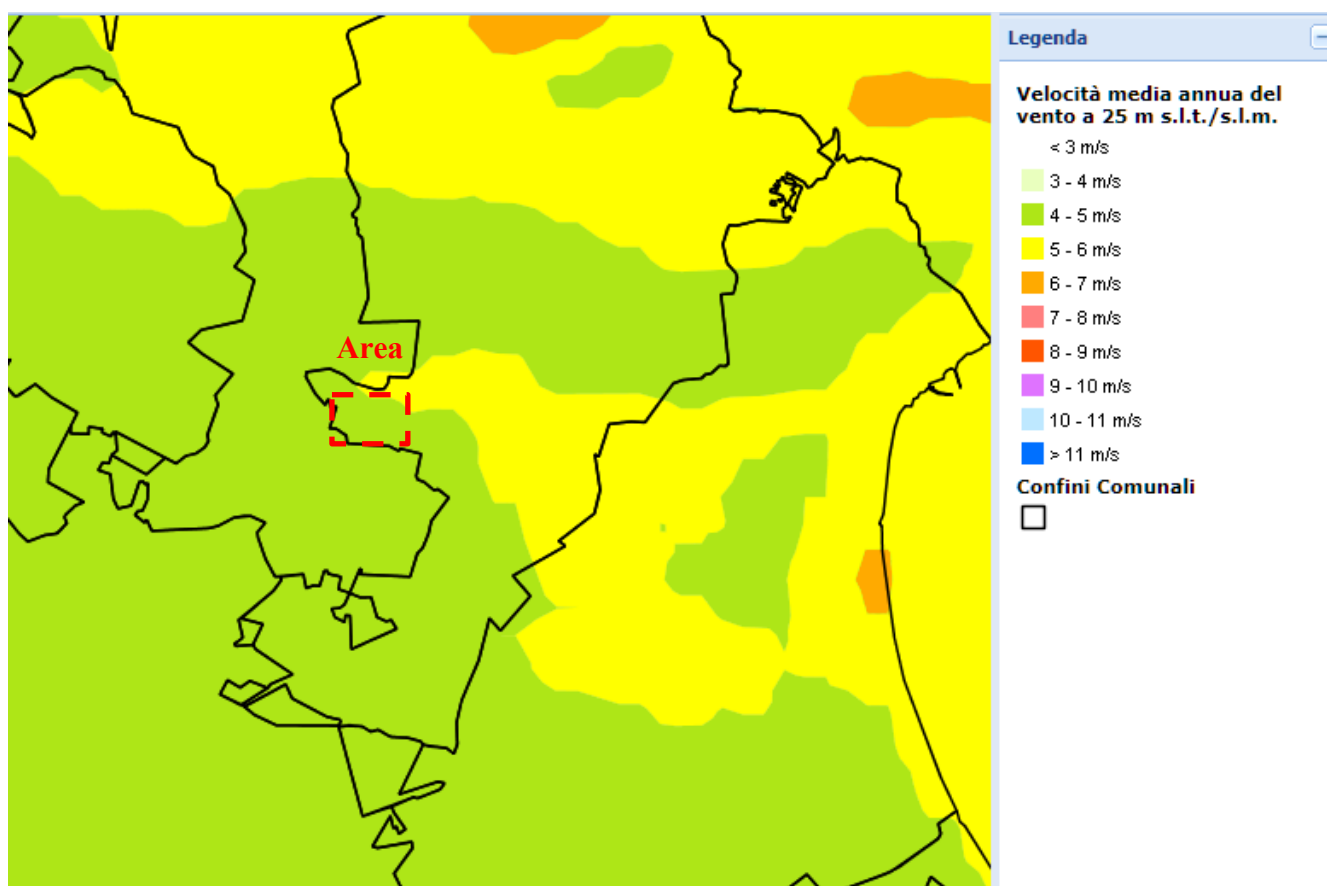 Area
Legenda
Velocità media annua del
vento a 25 m s.l.t./s.l.m.
< 3 m/s
3 - 4 m/s
4 - 5 m/s
5 - 6 m/s
6 - 7 m/s
7 - 8 m/s
8 - 9 m/s
9 - 10 m/s
10 - 11 m/s
> 11 m/s
Confini Comunali